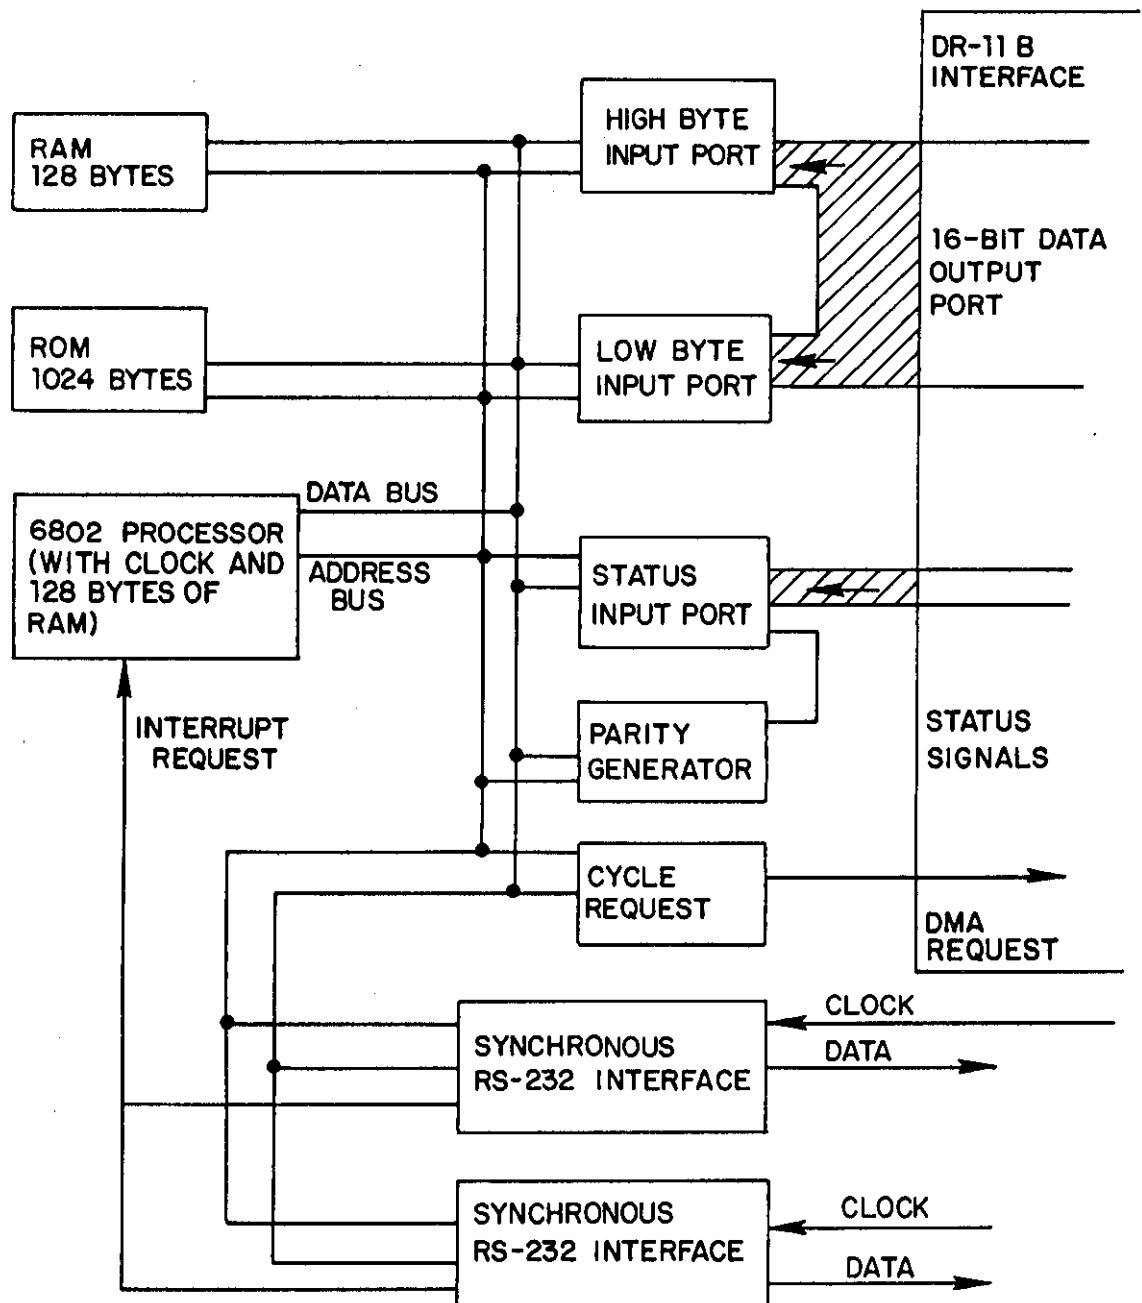 DR-11 B
INTERFACE
HIGH BYTE
INPUT PORT
RAM
128 BYTES
16-BIT DATA
OUTPUT
PORT
ROM
1024 BYTES
LOW BYTE
INPUT PORT
DATA BUS
6802 PROCESSOR
(WITH CLOCK AND
128 BYTES OF
RAM)
ADDRESS
BUS
STATUS
INPUT PORT
INTERRUPT
REQUEST
PARITY
GENERATOR
STATUS
SIGNALS
CYCLE
REQUEST
DMA
REQUEST
SYNCHRONOUS
RS-232 INTERFACE
CLOCK
DATA
SYNCHRONOUS
RS-232 INTERFACE
CLOCK
DATA